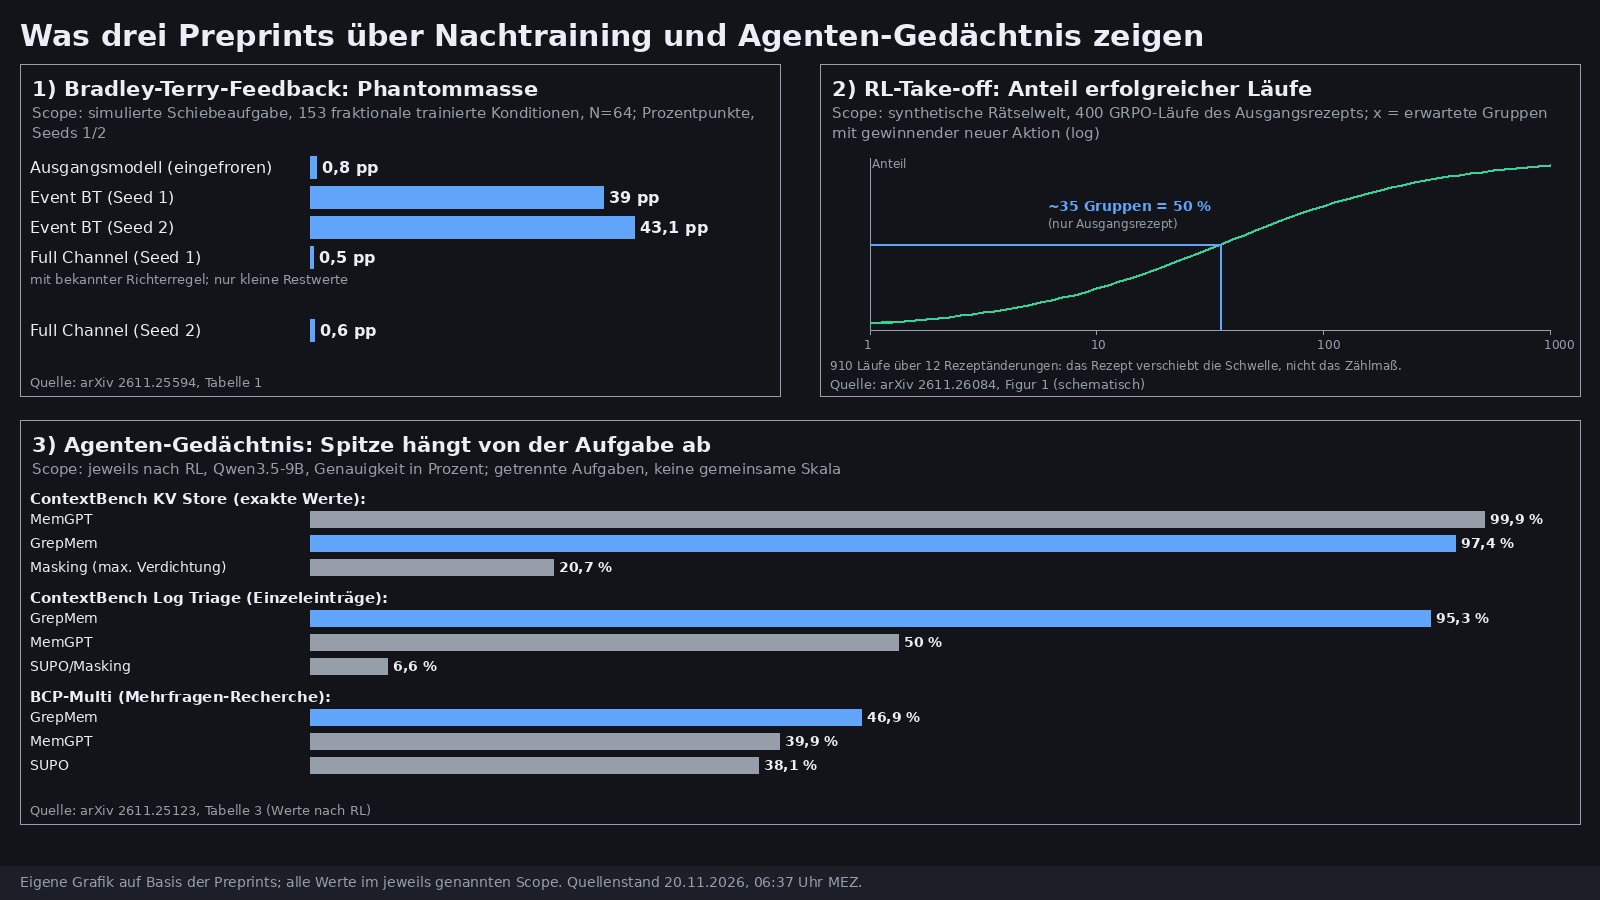 Was drei Preprints über Nachtraining und Agenten-Gedächtnis zeigen
1) Bradley-Terry-Feedback: Phantommasse
Scope: simulierte Schiebeaufgabe, 153 fraktionale trainierte Konditionen, N=64; Prozentpunkte,
Seeds 1/2
Ausgangsmodell (eingefroren) 0,8 pp
Event BT (Seed 1) 39 pp
Event BT (Seed 2) 43,1 pp
Full Channel (Seed 1) 0,5 pp
mit bekannter Richterregel; nur kleine Restwerte
Full Channel (Seed 2) 0,6 pp
Quelle: arXiv 2611.25594, Tabelle 1
2) RL-Take-off: Anteil erfolgreicher Läufe
Scope: synthetische Rätselwelt, 400 GRPO-Läufe des Ausgangsrezepts; x = erwartete Gruppen
mit gewinnender neuer Aktion (log)
Anteil
~35 Gruppen = 50 %
(nur Ausgangsrezept)
1 10 100 1000
910 Läufe über 12 Rezeptänderungen: das Rezept verschiebt die Schwelle, nicht das Zählmaß.
Quelle: arXiv 2611.26084, Figur 1 (schematisch)
3) Agenten-Gedächtnis: Spitze hängt von der Aufgabe ab
Scope: jeweils nach RL, Qwen3.5-9B, Genauigkeit in Prozent; getrennte Aufgaben, keine gemeinsame Skala
ContextBench KV Store (exakte Werte):
MemGPT 99,9 %
GrepMem 97,4 %
Masking (max. Verdichtung) 20,7 %
ContextBench Log Triage (Einzeleinträge):
GrepMem 95,3 %
MemGPT 50 %
SUPO/Masking 6,6 %
BCP-Multi (Mehrfragen-Recherche):
GrepMem 46,9 %
MemGPT 39,9 %
SUPO 38,1 %
Quelle: arXiv 2611.25123, Tabelle 3 (Werte nach RL)
Eigene Grafik auf Basis der Preprints; alle Werte im jeweils genannten Scope. Quellenstand 20.11.2026, 06:37 Uhr MEZ.